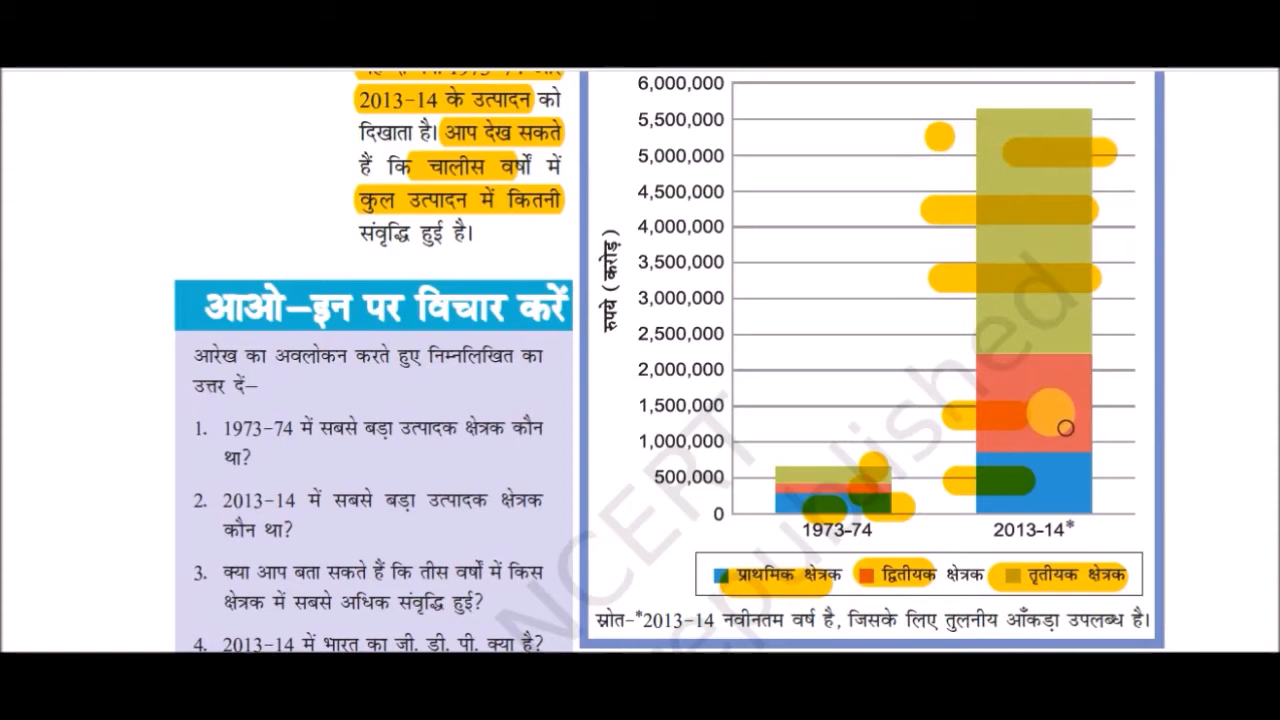 2013-14 के उत्पादन को
दिखाता है। आप देख सकते
हैं कि चालीस वर्षों में
कुल उत्पादन में कितनी
संवृद्धि हुई है।
आओ–इन पर विचार करें
आरेख का अवलोकन करते हुए निम्नलिखित का
उत्तर दें–
1. 1973-74 में सबसे बड़ा उत्पादक क्षेत्रक कौन
था?
2. 2013-14 में सबसे बड़ा उत्पादक क्षेत्रक
कौन था?
3. क्या आप बता सकते हैं कि तीस वर्षों में किस
क्षेत्रक में सबसे अधिक संवृद्धि हुई?
4. 2013-14 में भारत का जी. डी. पी. क्या है?
रुपये (करोड़)
6,000,000
5,500,000
5,000,000
4,500,000
4,000,000
3,500,000
3,000,000
2,500,000
2,000,000
1,500,000
1,000,000
500,000
0
1973-74
2013-14*
प्राथमिक क्षेत्रक द्वितीयक क्षेत्रक तृतीयक क्षेत्रक
स्रोत-*2013-14 नवीनतम वर्ष है, जिसके लिए तुलनीय आँकड़ा उपलब्ध है।
NCERT
republished